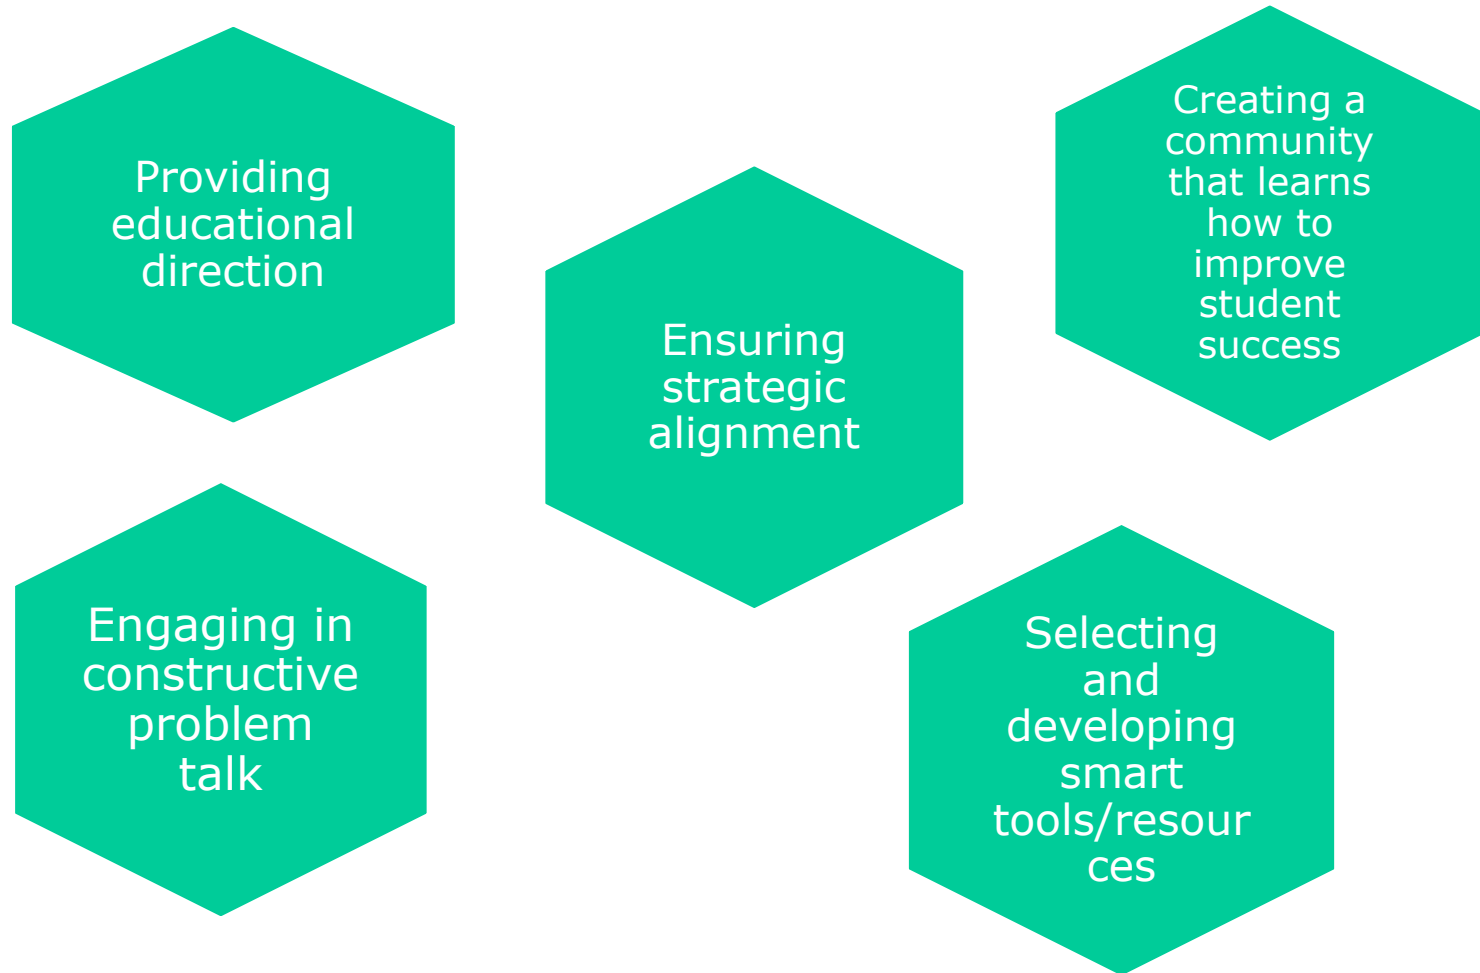 Providing
educational
direction
Ensuring
strategic
alignment
Creating a
community
that learns
how to
improve
student
success
Engaging in
constructive
problem
talk
Selecting
and
developing
smart
tools/resour
ces